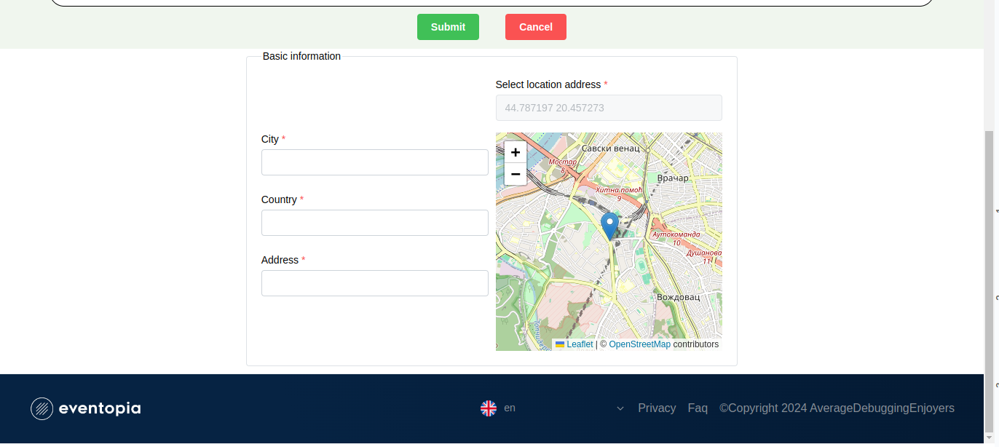 Submit
Cancel
Basic information
Select location address *
44.787197 20.457273
City *
Country *
Address *
+
−
Савски венац
Мостар
8
Врачар
Хитна помоћ
9
Аутокоманда
10
Душанова
11
Вождовац
Leaflet | © OpenStreetMap contributors
eventopia
en
Privacy
Faq
©Copyright 2024 AverageDebuggingEnjoyers